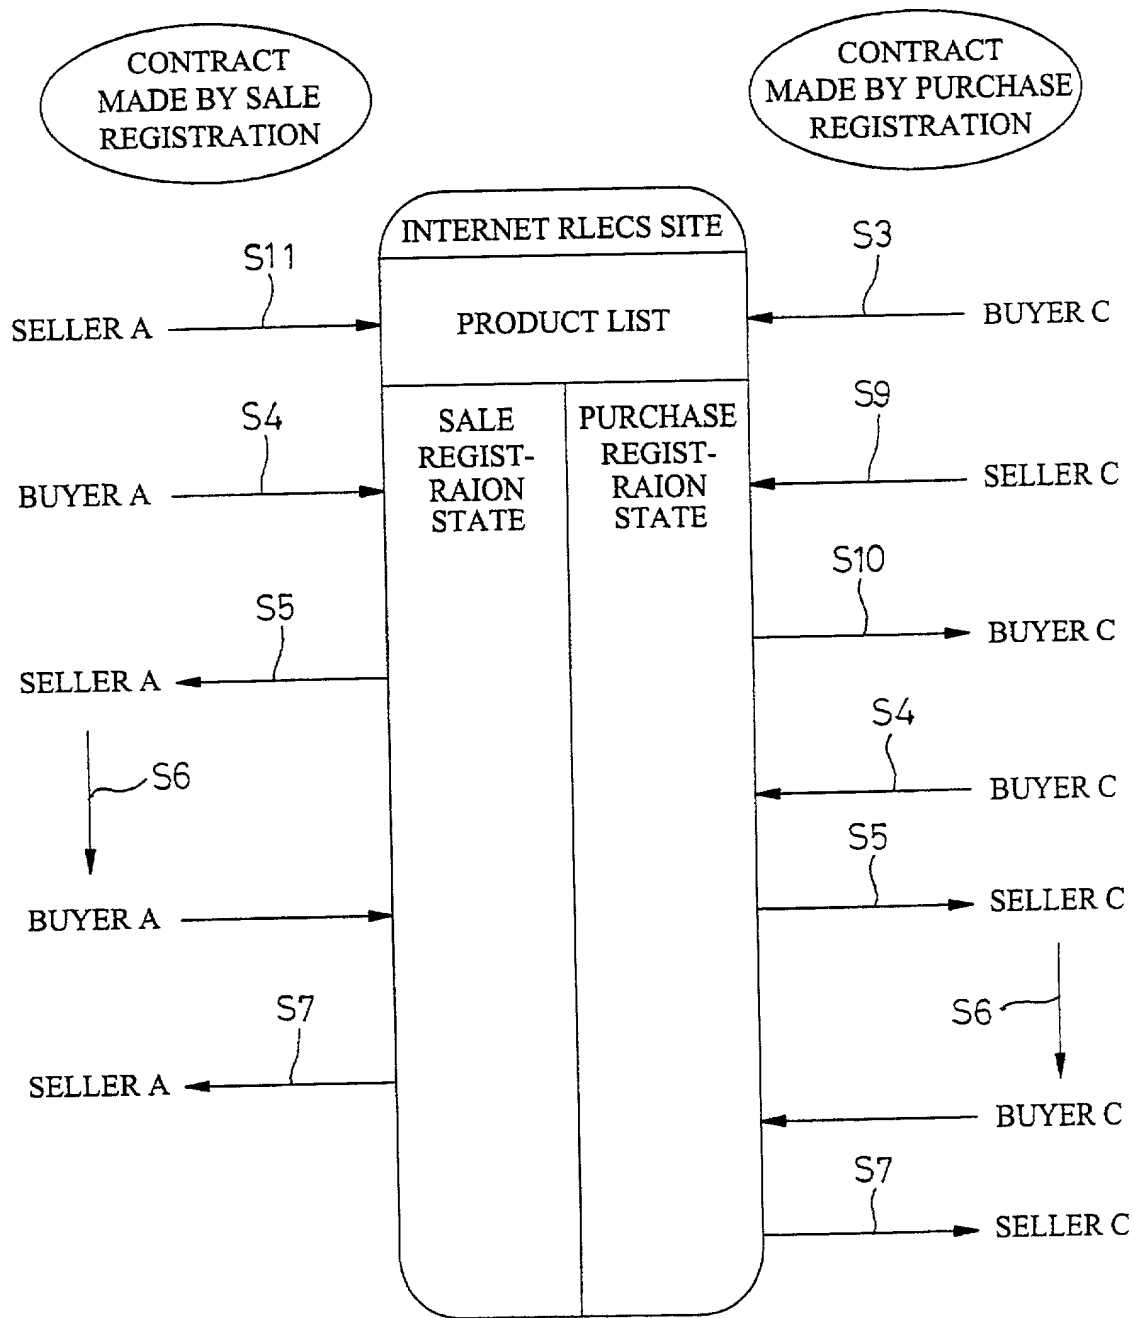 CONTRACT
MADE BY SALE
REGISTRATION
CONTRACT
MADE BY PURCHASE
REGISTRATION
INTERNET RLECS SITE
PRODUCT LIST
SALE
REGIST-
RAION
STATE
PURCHASE
REGIST-
RAION
STATE
S11
SELLER A
S4
BUYER A
S5
SELLER A
S6
BUYER A
S7
SELLER A
S3
BUYER C
S9
SELLER C
S10
BUYER C
S4
BUYER C
S5
SELLER C
S6
BUYER C
S7
SELLER C